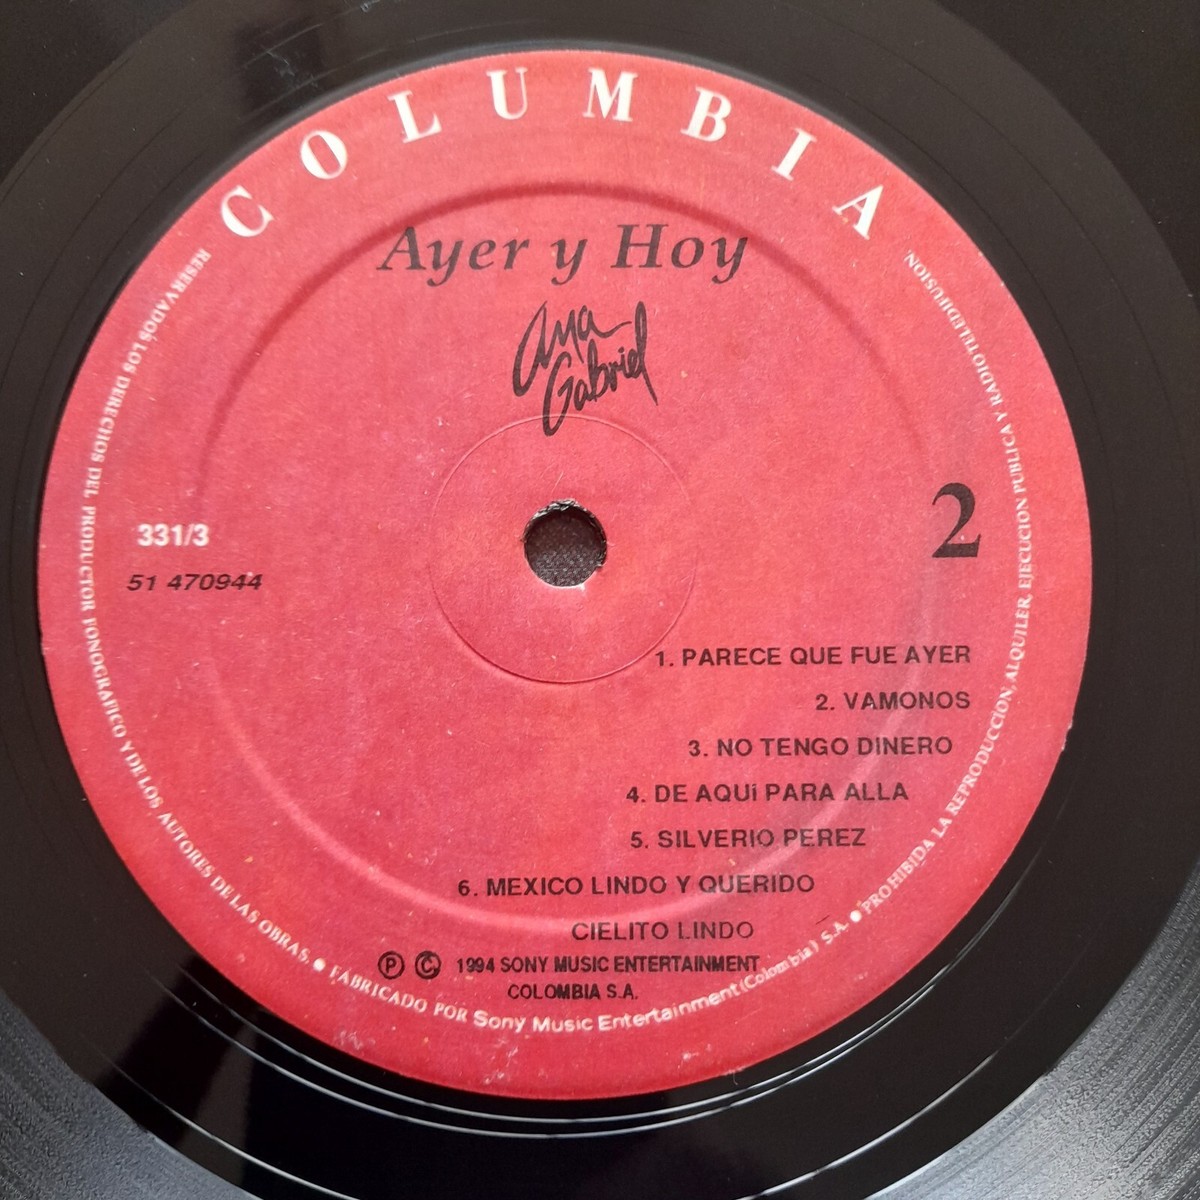 COLUMBIA
Ayer y Hoy
Ana
Gabriel
331/3
51 470944
2
1. PARECE QUE FUE AYER
2. VAMONOS
3. NO TENGO DINERO
4. DE AQUí PARA ALLA
5. SILVERIO PEREZ
6. MEXICO LINDO Y QUERIDO
CIELITO LINDO
Ⓟ © 1994 SONY MUSIC ENTERTAINMENT
COLOMBIA S.A.
RESERVADOS LOS DERECHOS DEL PRODUCTOR FONOGRAFICO Y DE LOS AUTORES DE LAS OBRAS. ● FABRICADO POR Sony Music Entertainment (Colombia) S.A. ● PROHIBIDA LA REPRODUCCION, ALQUILER, EJECUCION PUBLICA Y RADIOTELEDIFUSION